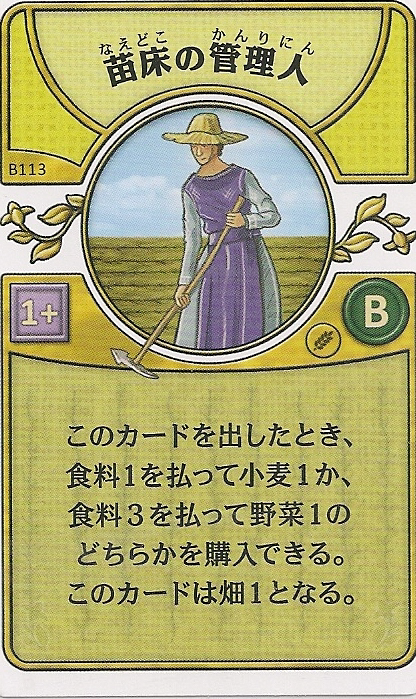 なえどこ かんりにん
苗床の管理人
B113
1+
B
このカードを出したとき、
食料1を払って小麦1か、
食料3を払って野菜1の
どちらかを購入できる。
このカードは畑1となる。